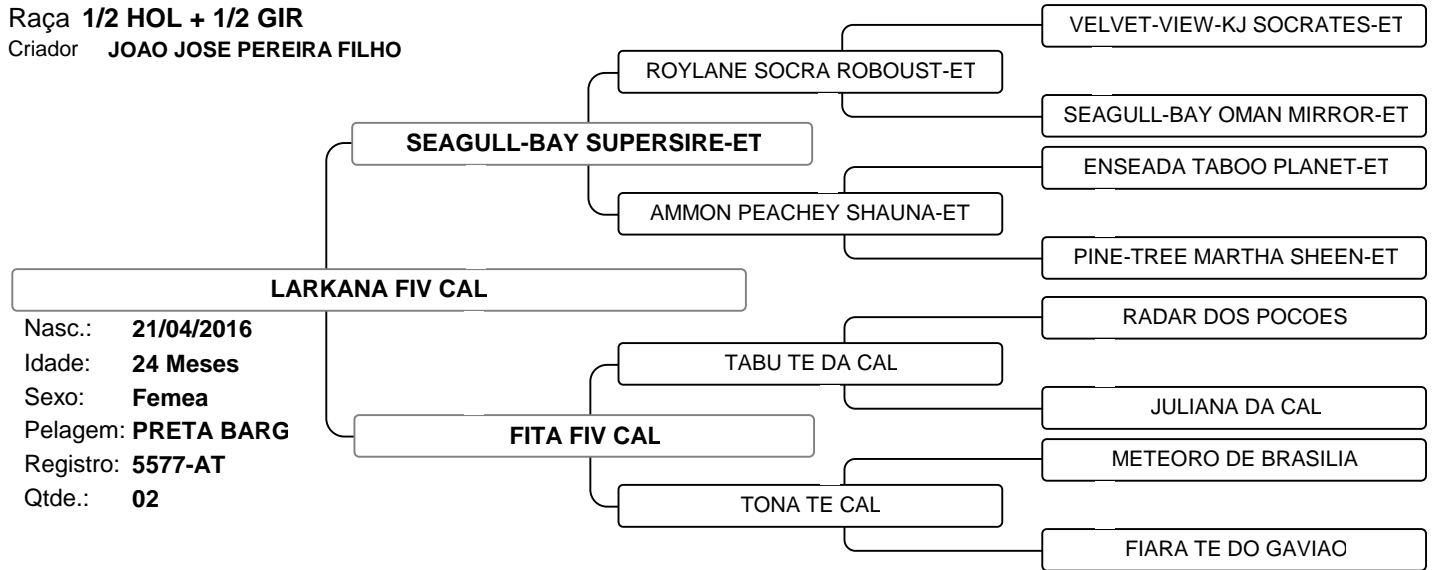 Raça 1/2 HOL + 1/2 GIR
Criador JOAO JOSE PEREIRA FILHO
VELVET-VIEW-KJ SOCRATES-ET
ROYLANE SOCRA ROBOUST-ET
SEAGULL-BAY OMAN MIRROR-ET
SEAGULL-BAY SUPERSIRE-ET
ENSEADA TABOO PLANET-ET
AMMON PEACHEY SHAUNA-ET
PINE-TREE MARTHA SHEEN-ET
LARKANA FIV CAL
Nasc.: 21/04/2016
Idade: 24 Meses
Sexo: Femea
Pelagem: PRETA BARG
Registro: 5577-AT
Qtde.: 02
RADAR DOS POCOES
TABU TE DA CAL
JULIANA DA CAL
FITA FIV CAL
METEORO DE BRASILIA
TONA TE CAL
FIARA TE DO GAVIAO